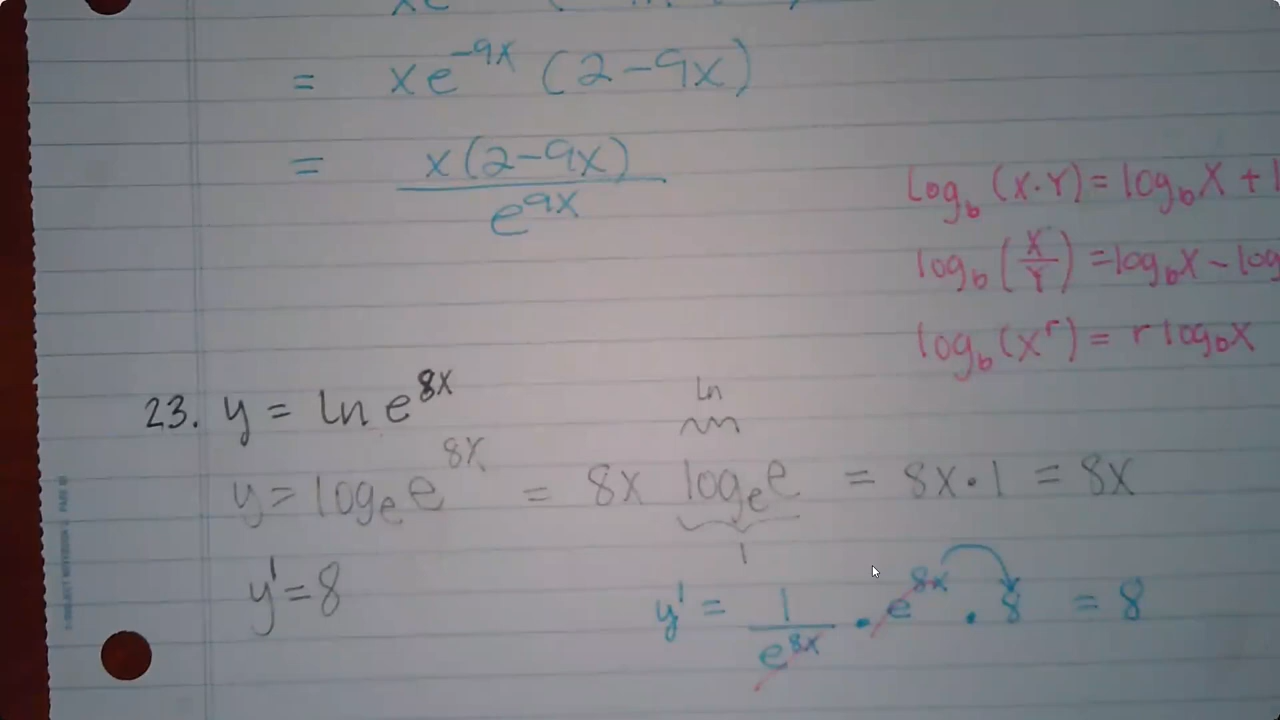 = xe^{-9x} (2-9x)
= x(2-9x) / e^{9x}
log_b (X·Y) = log_b X +
log_b (X/Y) = log_b X - log
log_b (X^r) = r log_b X
23. y = ln e^{8x}
ln
y = log_e e^{8x} = 8x log_e e = 8x·1 = 8x
1
y' = 8
y' = 1/e^{8x} · e^{8x} · 8 = 8